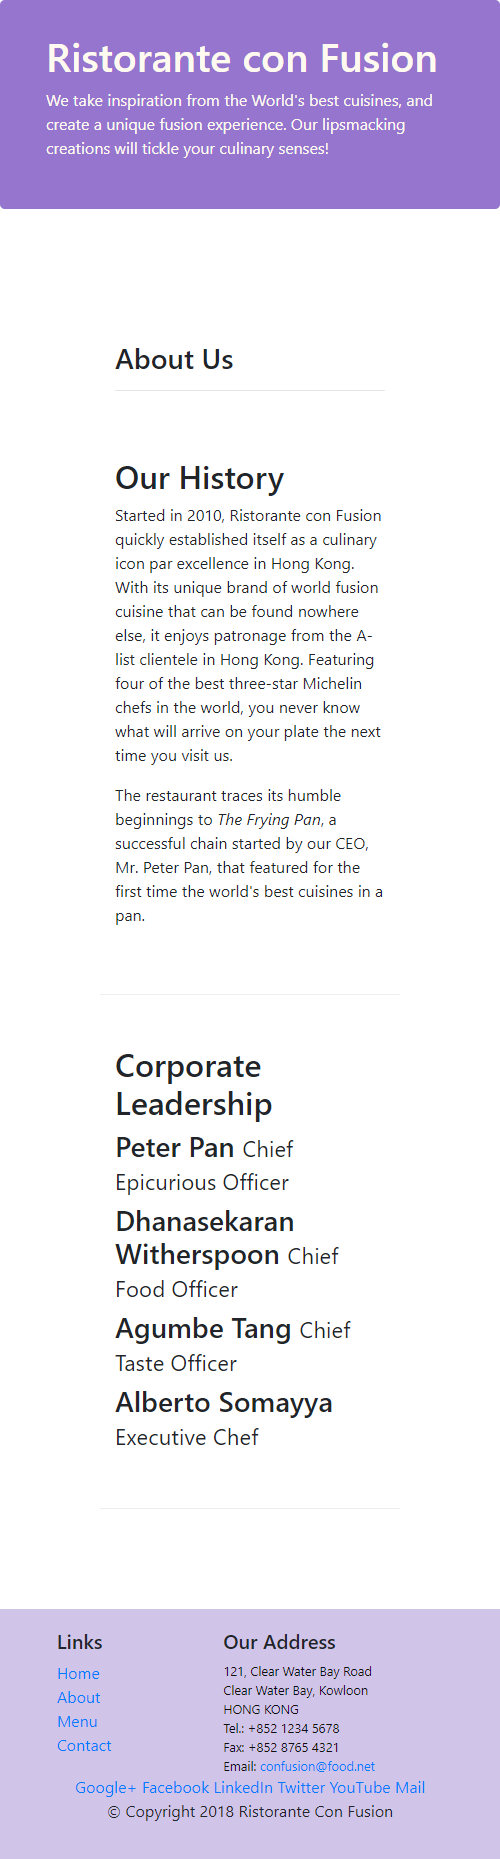 Ristorante con Fusion
We take inspiration from the World's best cuisines, and
create a unique fusion experience. Our lipsmacking
creations will tickle your culinary senses!
About Us
Our History
Started in 2010, Ristorante con Fusion
quickly established itself as a culinary
icon par excellence in Hong Kong.
With its unique brand of world fusion
cuisine that can be found nowhere
else, it enjoys patronage from the A-
list clientele in Hong Kong. Featuring
four of the best three-star Michelin
chefs in the world, you never know
what will arrive on your plate the next
time you visit us.
The restaurant traces its humble
beginnings to The Frying Pan, a
successful chain started by our CEO,
Mr. Peter Pan, that featured for the
first time the world's best cuisines in a
pan.
Corporate
Leadership
Peter Pan Chief
Epicurious Officer
Dhanasekaran
Witherspoon Chief
Food Officer
Agumbe Tang Chief
Taste Officer
Alberto Somayya
Executive Chef
Links
Home
About
Menu
Contact
Our Address
121, Clear Water Bay Road
Clear Water Bay, Kowloon
HONG KONG
Tel.: +852 1234 5678
Fax: +852 8765 4321
Email: confusion@food.net
Google+ Facebook LinkedIn Twitter YouTube Mail
© Copyright 2018 Ristorante Con Fusion